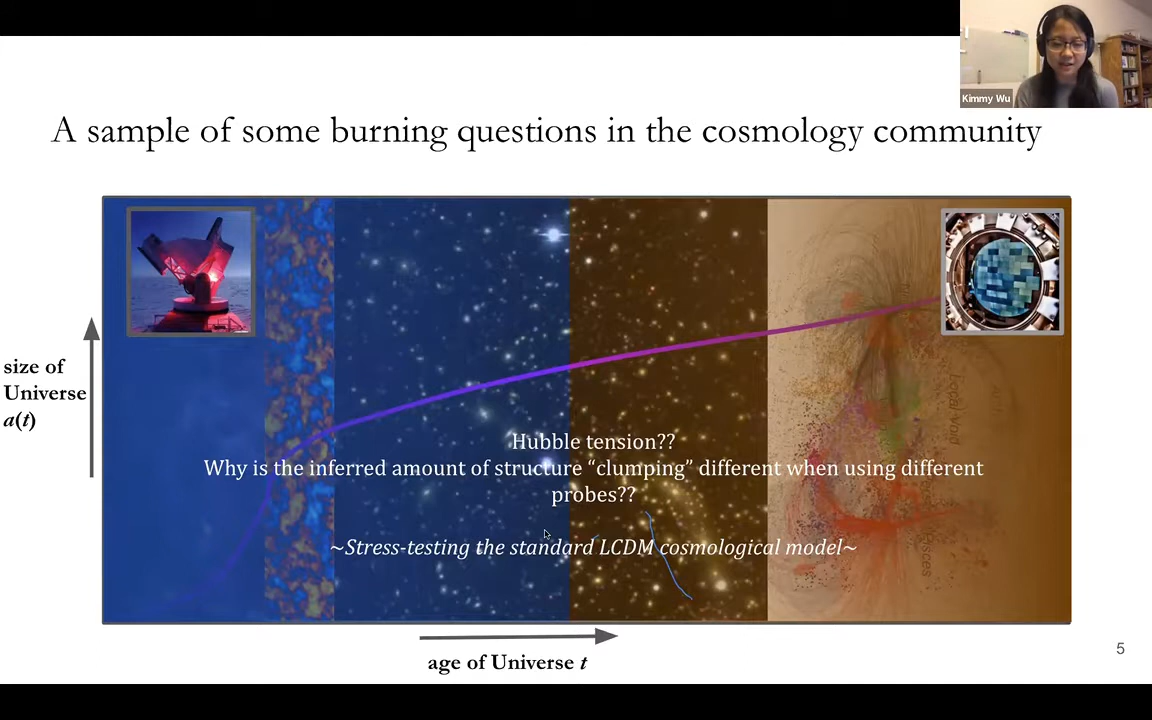 Kimmy Wu
A sample of some burning questions in the cosmology community
size of
Universe
a(t)
Local Void
Hubble tension??
Why is the inferred amount of structure “clumping” different when using different
probes??
~Stress-testing the standard LCDM cosmological model~
age of Universe t
5